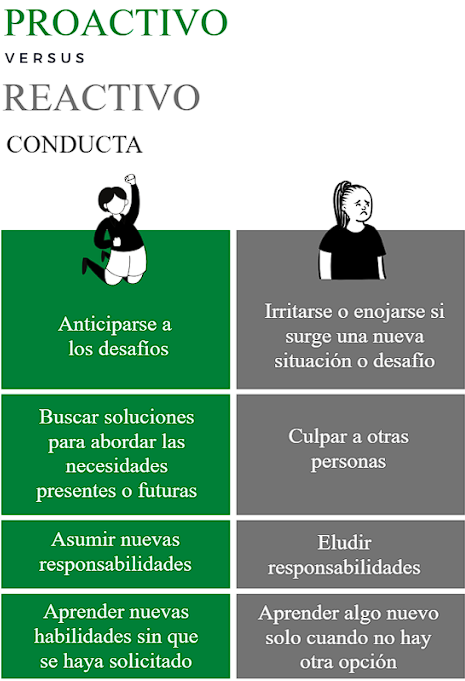 PROACTIVO
VERSUS
REACTIVO
CONDUCTA
Anticiparse a
los desafíos
Irritarse o enojarse si
surge una nueva
situación o desafío
Buscar soluciones
para abordar las
necesidades
presentes o futuras
Culpar a otras
personas
Asumir nuevas
responsabilidades
Eludir
responsabilidades
Aprender nuevas
habilidades sin que
se haya solicitado
Aprender algo nuevo
solo cuando no hay
otra opción